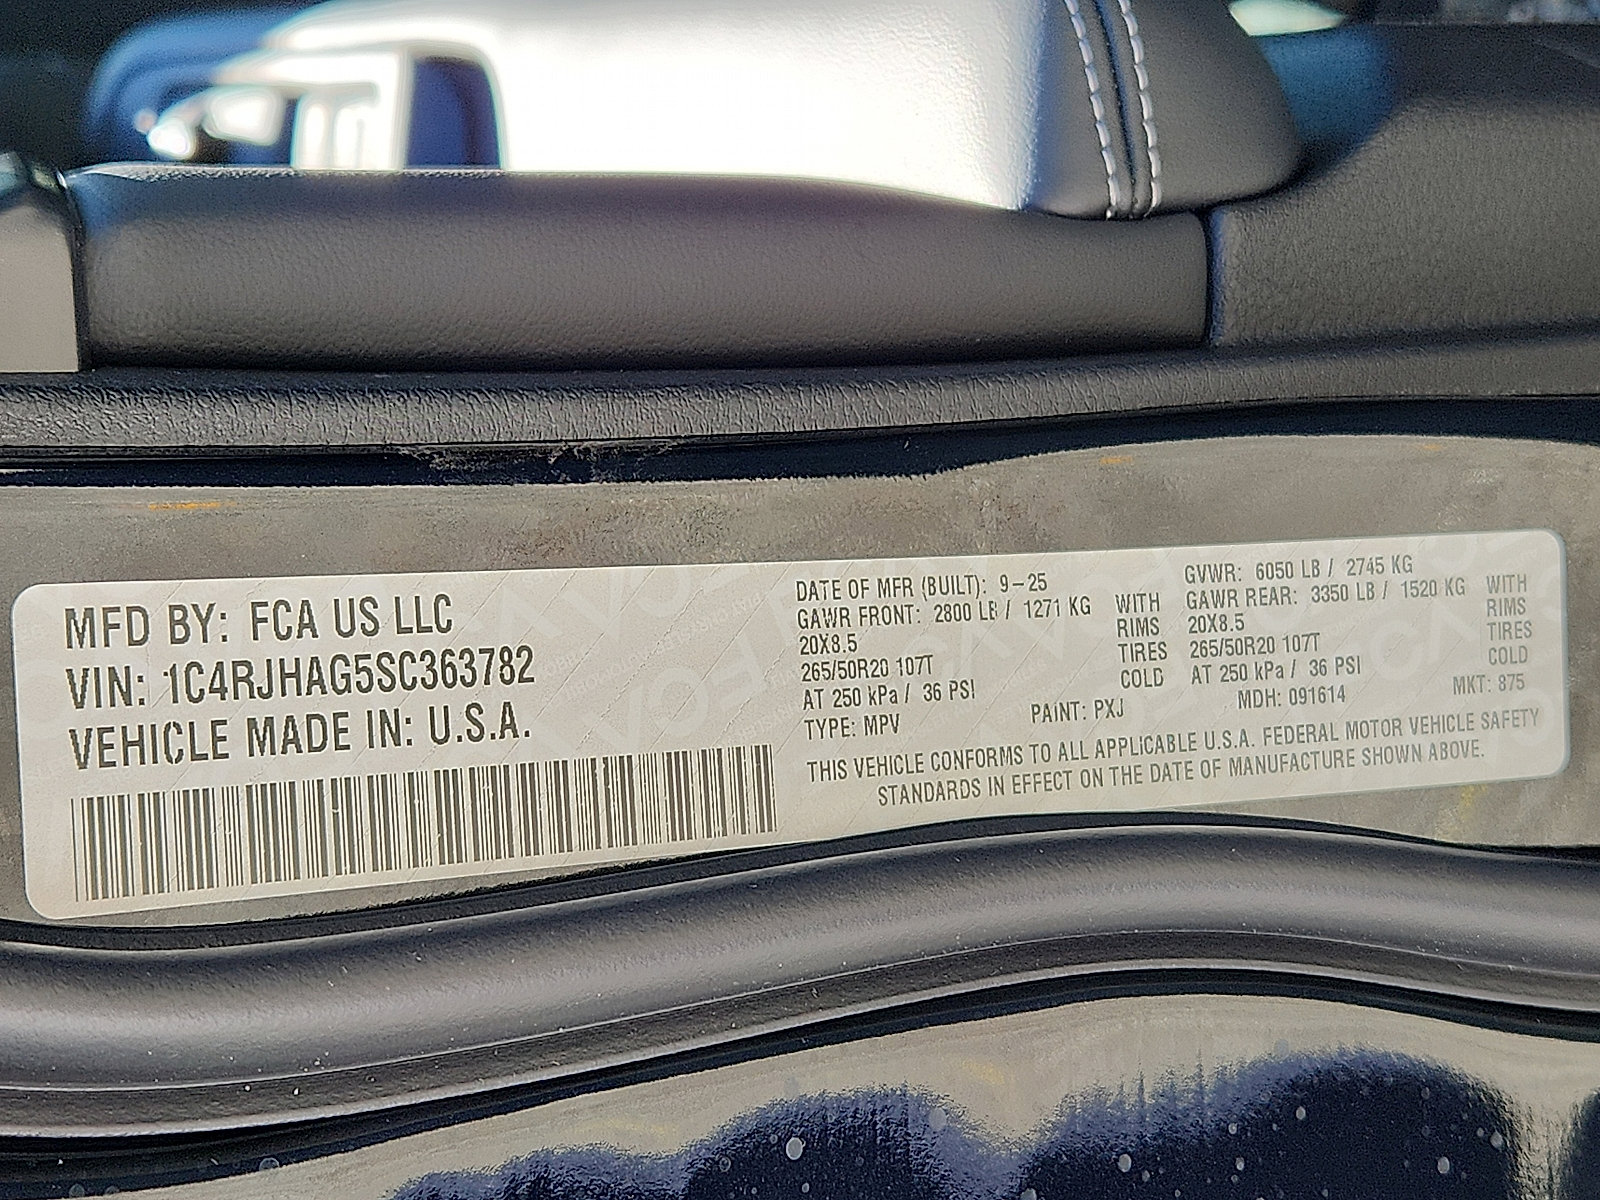 MFD BY: FCA US LLC
VIN: 1C4RJHAG5SC363782
VEHICLE MADE IN: U.S.A.
DATE OF MFR (BUILT): 9-25
GAWR FRONT: 2800 LB / 1271 KG WITH
20X8.5 RIMS
265/50R20 107T TIRES
AT 250 kPa / 36 PSI COLD
TYPE: MPV PAINT: PXJ
GVWR: 6050 LB / 2745 KG
GAWR REAR: 3350 LB / 1520 KG WITH
20X8.5 RIMS
265/50R20 107T TIRES
AT 250 kPa / 36 PSI COLD
MDH: 091614 MKT: 875
THIS VEHICLE CONFORMS TO ALL APPLICABLE U.S.A. FEDERAL MOTOR VEHICLE SAFETY
STANDARDS IN EFFECT ON THE DATE OF MANUFACTURE SHOWN ABOVE.